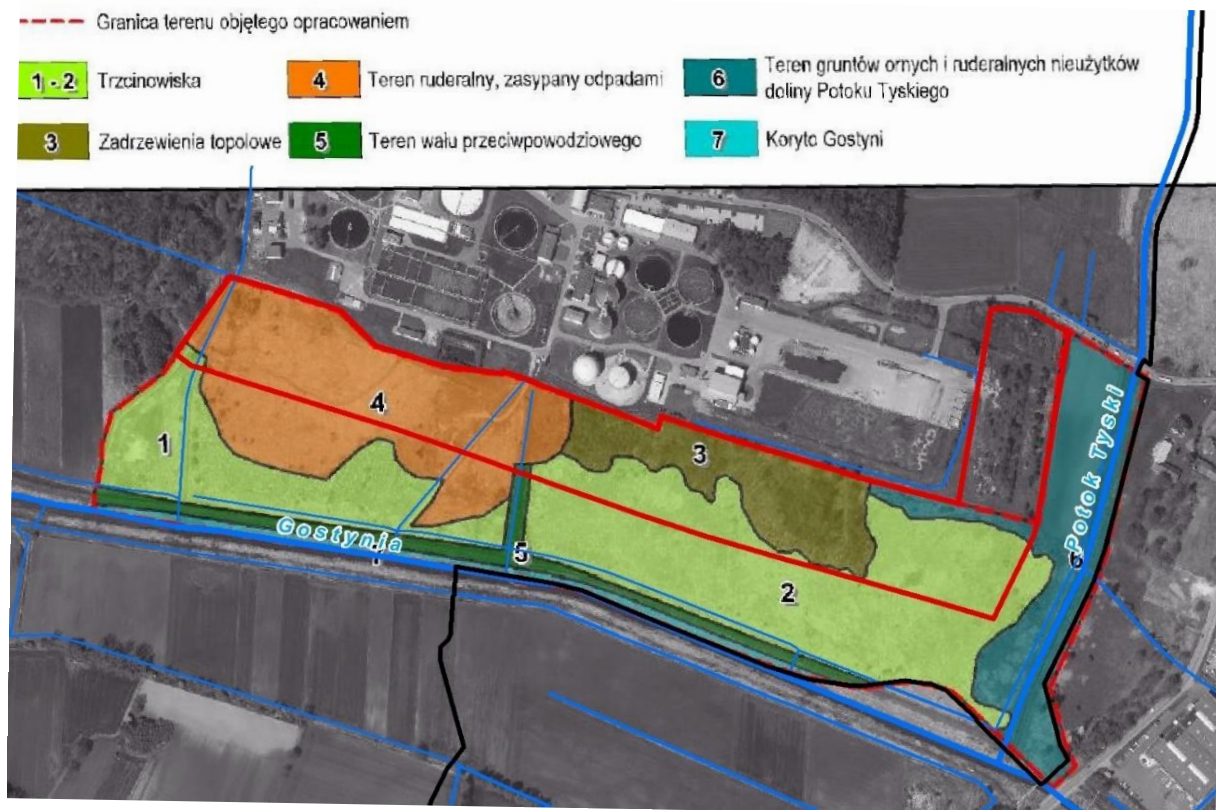 Granica terenu objętego opracowaniem
1 - 2 Trzcinowiska
4 Teren ruderalny, zasypany odpadami
6 Teren gruntów ornych i ruderalnych nieużytków
doliny Potoku Tyskiego
3 Zadrzewienia topolowe
5 Teren wału przeciwpowodziowego
7 Koryto Gostyni
4
1
3
Potok Tyski
Gostynia
5
6
2